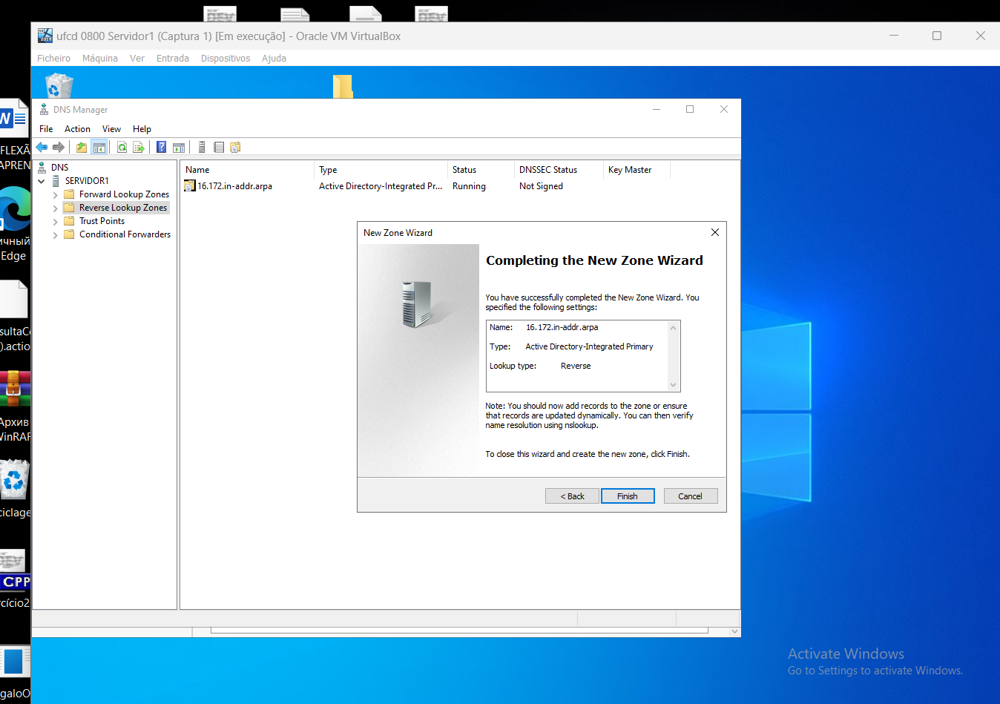 DEV
DEV
ufcd 0800 Servidor1 (Captura 1) [Em execução] - Oracle VM VirtualBox
Ficheiro Máquina Ver Entrada Dispositivos Ajuda
DNS Manager
File Action View Help
DNS
SERVIDOR1
Forward Lookup Zones
Reverse Lookup Zones
Trust Points
Conditional Forwarders
Name Type Status DNSSEC Status Key Master
16.172.in-addr.arpa Active Directory-Integrated Pr... Running Not Signed
New Zone Wizard
Completing the New Zone Wizard
You have successfully completed the New Zone Wizard. You
specified the following settings:
Name: 16.172.in-addr.arpa
Type: Active Directory-Integrated Primary
Lookup type: Reverse
Note: You should now add records to the zone or ensure
that records are updated dynamically. You can then verify
name resolution using nslookup.
To close this wizard and create the new zone, click Finish.
< Back Finish Cancel
W
FLEXÃ
APREN
ичный
Edge
sultaCo
).actio
Архив
WinRAR
ciclage
DEV
CPP
rcício2
galoO
Activate Windows
Go to Settings to activate Windows.